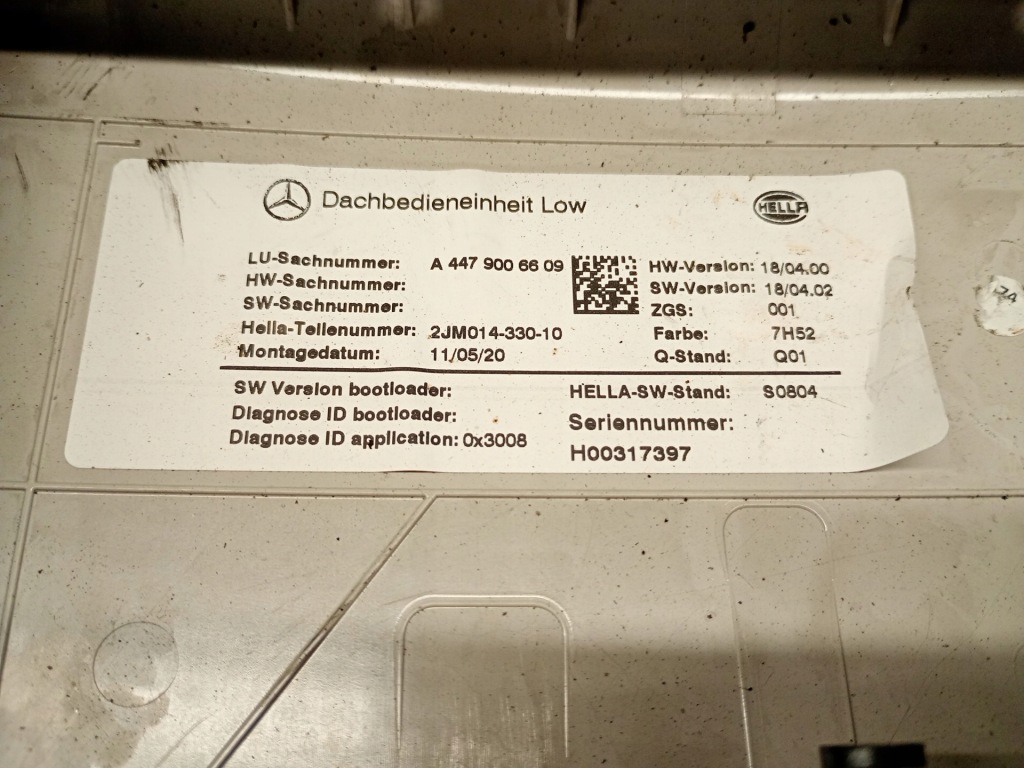 Dachbedieneinheit Low
HELLA
LU-Sachnummer: A 447 900 66 09
HW-Sachnummer:
SW-Sachnummer:
Hella-Teilenummer: 2JM014-330-10
Montagedatum: 11/05/20
HW-Version: 18/04.00
SW-Version: 18/04.02
ZGS: 001
Farbe: 7H52
Q-Stand: Q01
SW Version bootloader:
Diagnose ID bootloader:
Diagnose ID application: 0x3008
HELLA-SW-Stand: S0804
Seriennummer:
H00317397